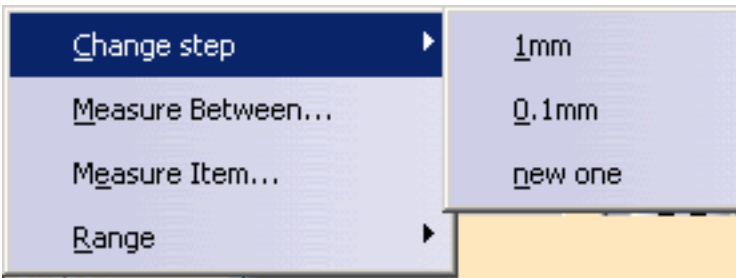 Change step
Measure Between...
Measure Item...
Range
1mm
0.1mm
new one